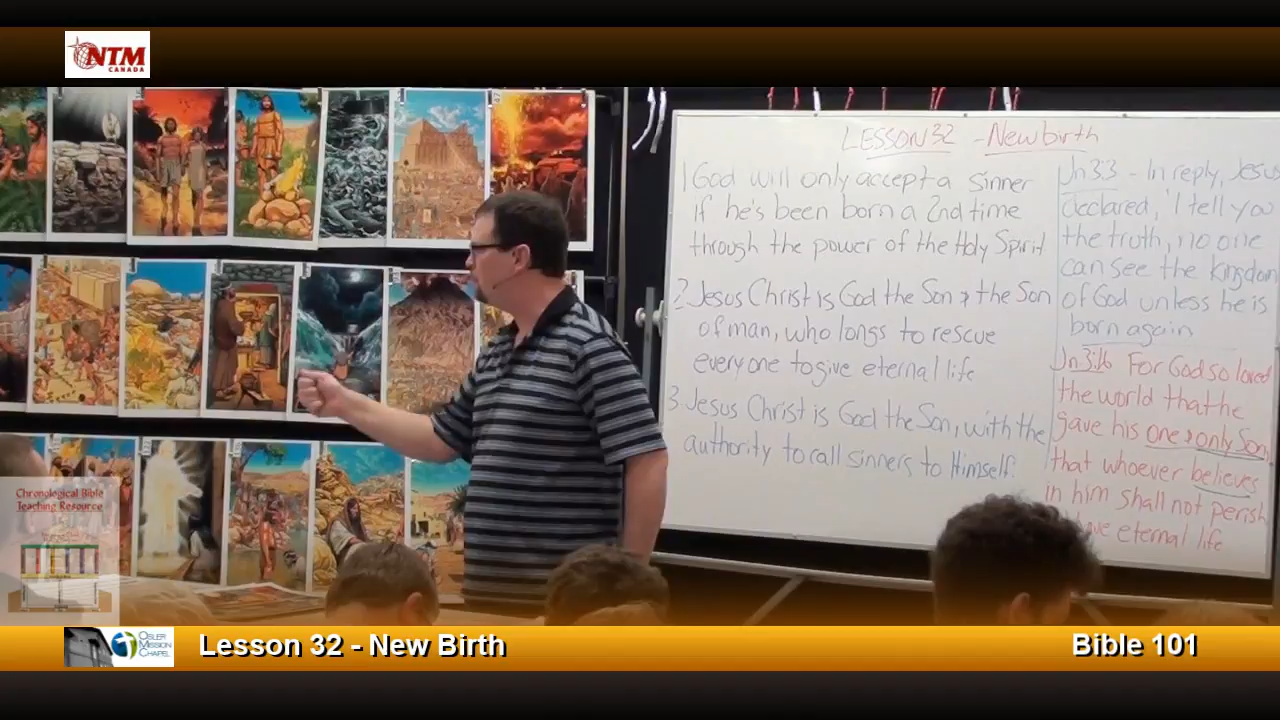 NTM
CANADA
LESSON 32 - New birth
1 God will only accept a sinner
if he's been born a 2nd time
through the power of the Holy Spirit
2 Jesus Christ is God the Son & the Son
of man, who longs to rescue
everyone to give eternal life
3 Jesus Christ is God the Son, with the
authority to call sinners to Himself.
Jn 3:3 - In reply, Jesus
declared, 'I tell you
the truth, no one
can see the kingdom
of God unless he is
born again
Jn 3:16 For God so loved
the world that he
gave his one & only Son,
that whoever believes
in him shall not perish
have eternal life
Chronological Bible
Teaching Resource
OSLER
MISSION
CHAPEL
Lesson 32 - New Birth
Bible 101